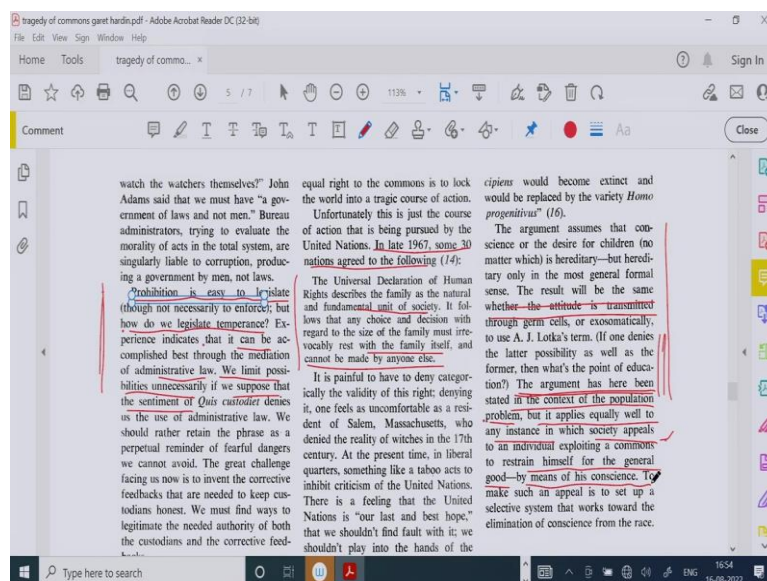 tragedy of commons garet hardin.pdf - Adobe Acrobat Reader DC (32-bit)
File Edit View Sign Window Help
Home Tools tragedy of commo... × Sign In
5 / 7 113%
Comment T T T T T Aa Close
watch the watchers themselves?" John
Adams said that we must have "a gov-
ernment of laws and not men." Bureau
administrators, trying to evaluate the
morality of acts in the total system, are
singularly liable to corruption, produc-
ing a government by men, not laws.
Prohibition is easy to legislate
(though not necessarily to enforce); but
how do we legislate temperance? Ex-
perience indicates that it can be ac-
complished best through the mediation
of administrative law. We limit possi-
bilities unnecessarily if we suppose that
the sentiment of Quis custodiet denies
us the use of administrative law. We
should rather retain the phrase as a
perpetual reminder of fearful dangers
we cannot avoid. The great challenge
facing us now is to invent the corrective
feedbacks that are needed to keep cus-
todians honest. We must find ways to
legitimate the needed authority of both
the custodians and the corrective feed-
equal right to the commons is to lock
the world into a tragic course of action.
Unfortunately this is just the course
of action that is being pursued by the
United Nations. In late 1967, some 30
nations agreed to the following (14):
The Universal Declaration of Human
Rights describes the family as the natural
and fundamental unit of society. It fol-
lows that any choice and decision with
regard to the size of the family must irre-
vocably rest with the family itself, and
cannot be made by anyone else.
It is painful to have to deny categor-
ically the validity of this right; denying
it, one feels as uncomfortable as a resi-
dent of Salem, Massachusetts, who
denied the reality of witches in the 17th
century. At the present time, in liberal
quarters, something like a taboo acts to
inhibit criticism of the United Nations.
There is a feeling that the United
Nations is "our last and best hope,"
that we shouldn't find fault with it; we
shouldn't play into the hands of the
cipiens would become extinct and
would be replaced by the variety Homo
progenitivus" (16).
The argument assumes that con-
science or the desire for children (no
matter which) is hereditary—but heredi-
tary only in the most general formal
sense. The result will be the same
whether the attitude is transmitted
through germ cells, or exosomatically,
to use A. J. Lotka's term. (If one denies
the latter possibility as well as the
former, then what's the point of educa-
tion?) The argument has here been
stated in the context of the population
problem, but it applies equally well to
any instance in which society appeals
to an individual exploiting a commons
to restrain himself for the general
good—by means of his conscience. To
make such an appeal is to set up a
selective system that works toward the
elimination of conscience from the race.
Type here to search
ENG
16:54
16-08-2022